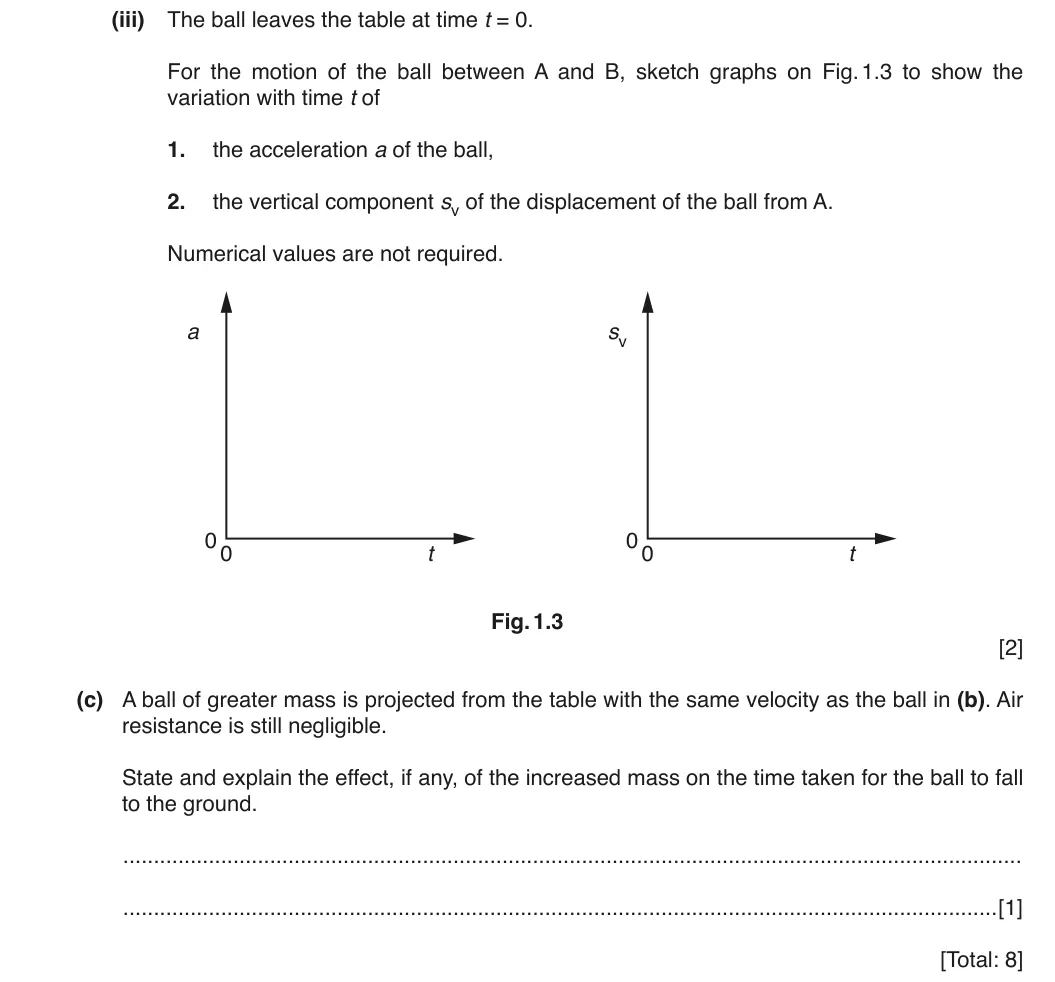 (iii) The ball leaves the table at time t = 0.
For the motion of the ball between A and B, sketch graphs on Fig. 1.3 to show the
variation with time t of
1. the acceleration a of the ball,
2. the vertical component sv of the displacement of the ball from A.
Numerical values are not required.
a
sv
0
0
t
0
0
t
Fig. 1.3
[2]
(c) A ball of greater mass is projected from the table with the same velocity as the ball in (b). Air
resistance is still negligible.
State and explain the effect, if any, of the increased mass on the time taken for the ball to fall
to the ground.
..........................................................................................................................................
......................................................................................................................................[1]
[Total: 8]